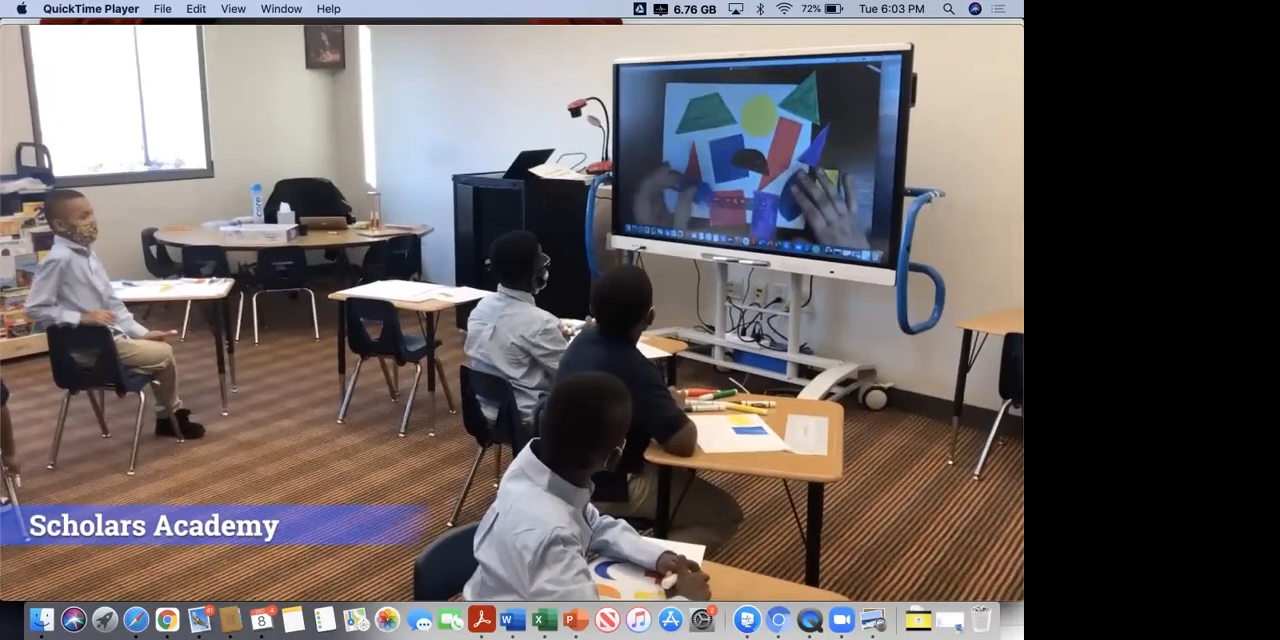 QuickTime Player File Edit View Window Help 6.76 GB 72% Tue 6:03 PM
Scholars Academy